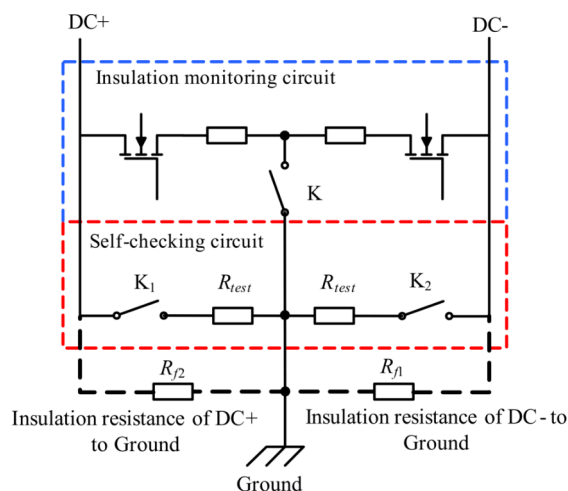 DC+
DC-
Insulation monitoring circuit
K
Self-checking circuit
K1
Rtest
Rtest
K2
Rf2
Rf1
Insulation resistance of DC+
to Ground
Insulation resistance of DC- to
Ground
Ground